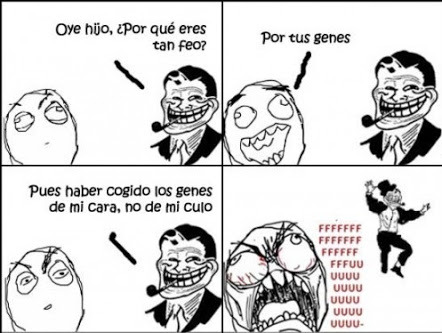 Oye hijo, ¿Por qué eres
tan feo?
Por tus genes
Pues haber cogido los genes
de mi cara, no de mi culo
FFFFFFF
FFFFFFF
FFFFFF
FFFUU
UUUU
UUUUU
UUUU
UUUU
UUUU-